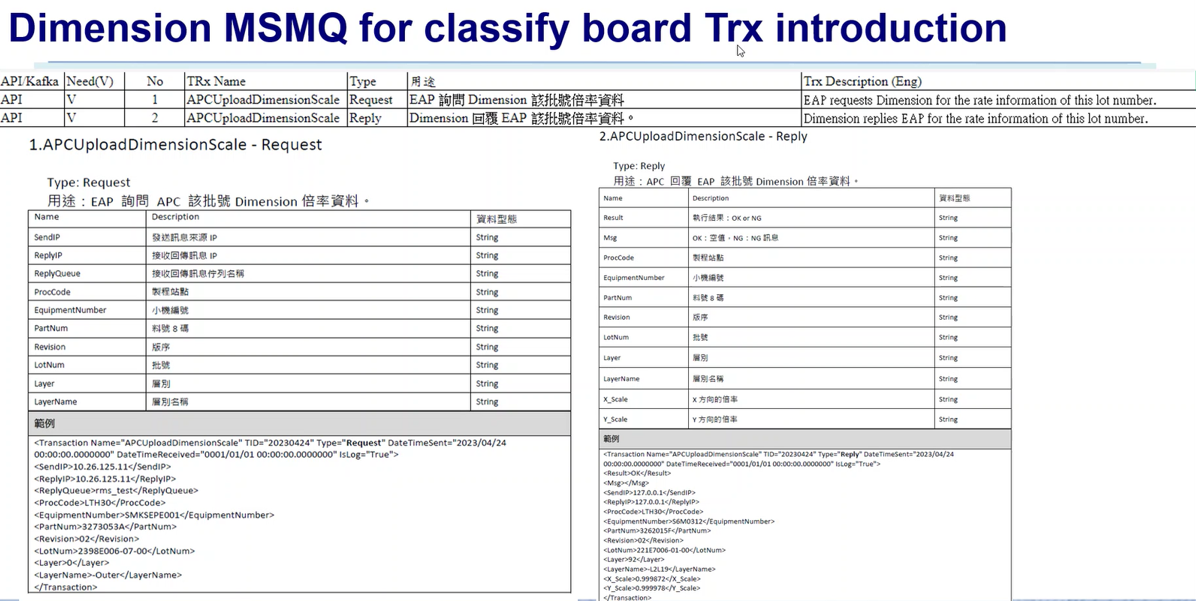 Dimension MSMQ for classify board Trx introduction
API/Kafka Need(V) No TRx Name Type 用途 Trx Description (Eng)
API V 1 APCUploadDimensionScale Request EAP 詢問 Dimension 該批號倍率資料 EAP requests Dimension for the rate information of this lot number.
API V 2 APCUploadDimensionScale Reply Dimension 回覆 EAP 該批號倍率資料。 Dimension replies EAP for the rate information of this lot number.
1.APCUploadDimensionScale - Request
Type: Request
用途：EAP 詢問 APC 該批號 Dimension 倍率資料。
Name Description 資料型態
SendIP 發送訊息來源 IP String
ReplyIP 接收回傳訊息 IP String
ReplyQueue 接收回傳訊息佇列名稱 String
ProcCode 製程站點 String
EquipmentNumber 小機編號 String
PartNum 料號 8 碼 String
Revision 版序 String
LotNum 批號 String
Layer 層別 String
LayerName 層別名稱 String
範例
<Transaction Name="APCUploadDimensionScale" TID="20230424" Type="Request" DateTimeSent="2023/04/24
00:00:00.0000000" DateTimeReceived="0001/01/01 00:00:00.0000000" IsLog="True">
<SendIP>10.26.125.11</SendIP>
<ReplyIP>10.26.125.11</ReplyIP>
<ReplyQueue>rms_test</ReplyQueue>
<ProcCode>LTH30</ProcCode>
<EquipmentNumber>SMKSEPE001</EquipmentNumber>
<PartNum>3273053A</PartNum>
<Revision>02</Revision>
<LotNum>2398E006-07-00</LotNum>
<Layer>0</Layer>
<LayerName>-Outer</LayerName>
</Transaction>
2.APCUploadDimensionScale - Reply
Type: Reply
用途：APC 回覆 EAP 該批號 Dimension 倍率資料。
Name Description 資料型態
Result 執行結果：OK or NG String
Msg OK：空值，NG：NG 訊息 String
ProcCode 製程站點 String
EquipmentNumber 小機編號 String
PartNum 料號 8 碼 String
Revision 版序 String
LotNum 批號 String
Layer 層別 String
LayerName 層別名稱 String
X_Scale X 方向的倍率 String
Y_Scale Y 方向的倍率 String
範例
<Transaction Name="APCUploadDimensionScale" TID="20230424" Type="Reply" DateTimeSent="2023/04/24
00:00:00.0000000" DateTimeReceived="0001/01/01 00:00:00.0000000" IsLog="True">
<Result>OK</Result>
<Msg></Msg>
<SendIP>127.0.0.1</SendIP>
<ReplyIP>127.0.0.1</ReplyIP>
<ProcCode>LTH30</ProcCode>
<EquipmentNumber>S6M0312</EquipmentNumber>
<PartNum>3262015F</PartNum>
<Revision>02</Revision>
<LotNum>221E7006-01-00</LotNum>
<Layer>92</Layer>
<LayerName>-L2L19</LayerName>
<X_Scale>0.999872</X_Scale>
<Y_Scale>0.999978</Y_Scale>
</Transaction>